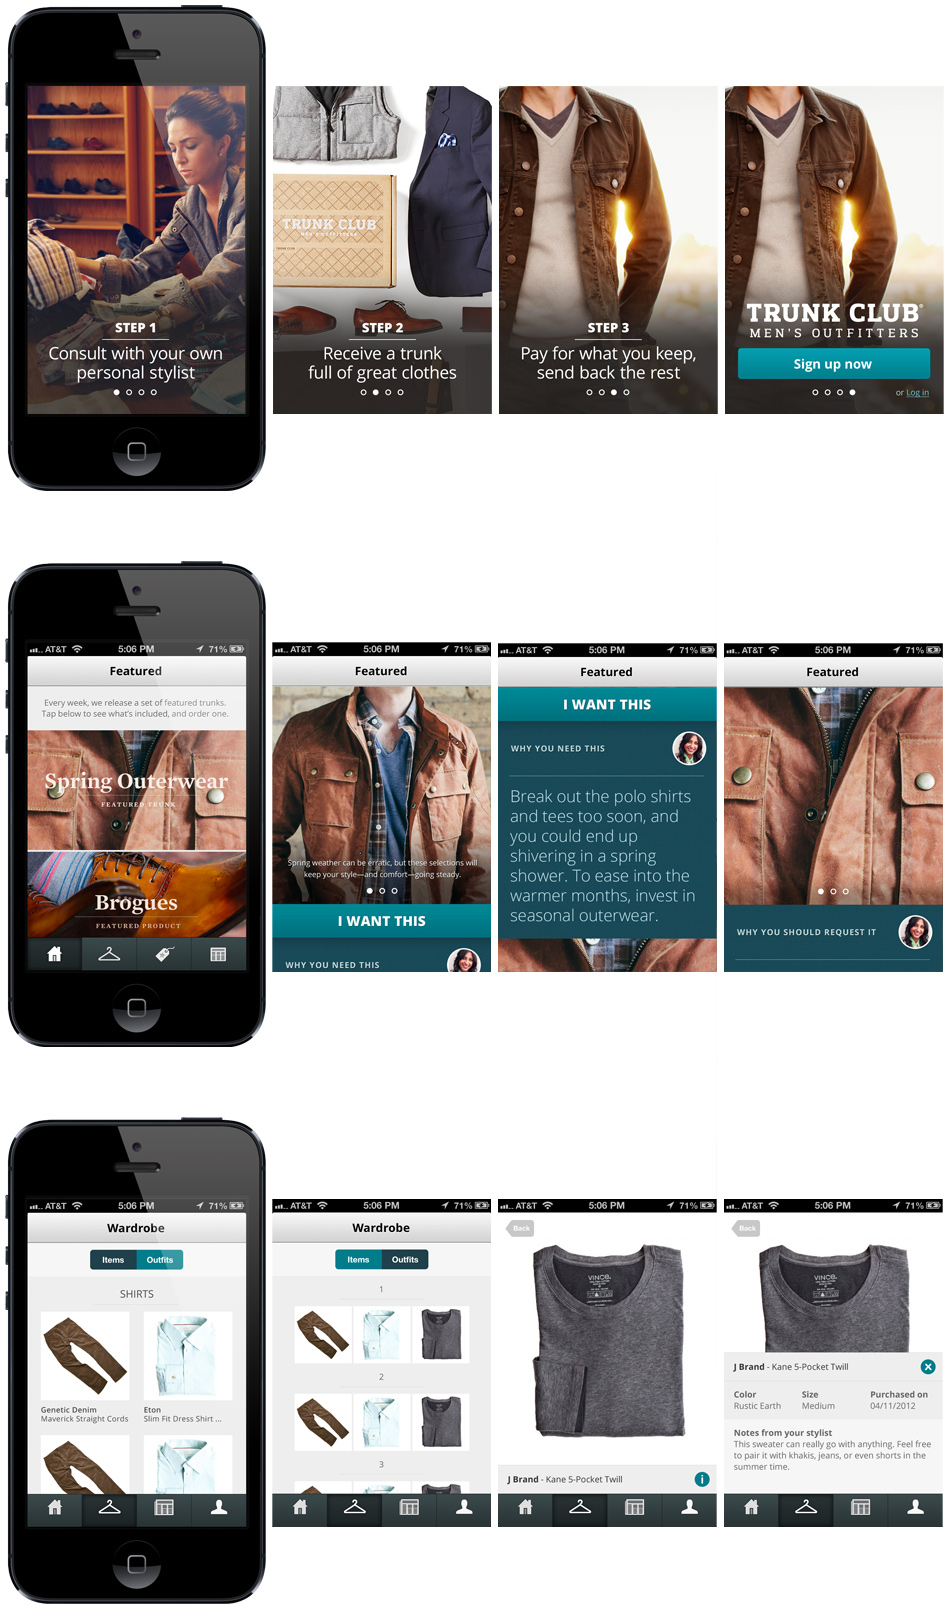 STEP 1
Consult with your own
personal stylist
TRUNK CLUB
MEN'S OUTFITTERS
TRUNK CLUB
STEP 2
Receive a trunk
full of great clothes
STEP 3
Pay for what you keep,
send back the rest
TRUNK CLUB
MEN'S OUTFITTERS
Sign up now
or Log in
AT&T 5:06 PM 71%
Featured
Every week, we release a set of featured trunks.
Tap below to see what's included, and order one.
Spring Outerwear
FEATURED TRUNK
Brogues
FEATURED PRODUCT
AT&T 5:06 PM 71%
Featured
Spring weather can be erratic, but these selections will
keep your style—and comfort—going steady.
I WANT THIS
WHY YOU NEED THIS
AT&T 5:06 PM 71%
Featured
I WANT THIS
WHY YOU NEED THIS
Break out the polo shirts
and tees too soon, and
you could end up
shivering in a spring
shower. To ease into the
warmer months, invest in
seasonal outerwear.
AT&T 5:06 PM 71%
Featured
WHY YOU SHOULD REQUEST IT
AT&T 5:06 PM 71%
Wardrobe
Items Outfits
SHIRTS
Genetic Denim
Maverick Straight Cords
Eton
Slim Fit Dress Shirt ...
AT&T 5:06 PM 71%
Wardrobe
Items Outfits
1
2
3
AT&T 5:06 PM 71%
Back
VINCE.
J Brand - Kane 5-Pocket Twill
AT&T 5:06 PM 71%
Back
VINCE.
J Brand - Kane 5-Pocket Twill
Color Size Purchased on
Rustic Earth Medium 04/11/2012
Notes from your stylist
This sweater can really go with anything. Feel free
to pair it with khakis, jeans, or even shorts in the
summer time.